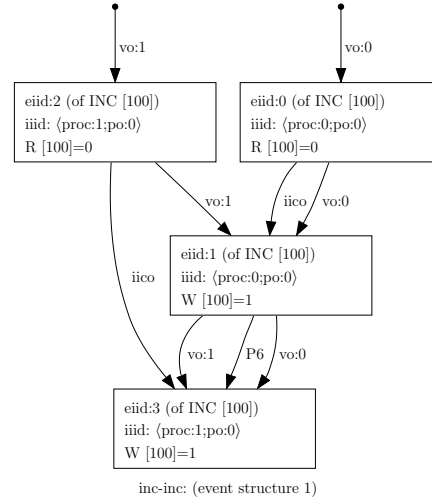 vo:1
vo:0
eiid:2 (of INC [100])
iiid: ⟨proc:1;po:0⟩
R [100]=0
eiid:0 (of INC [100])
iiid: ⟨proc:0;po:0⟩
R [100]=0
vo:1
iico
vo:0
iico
eiid:1 (of INC [100])
iiid: ⟨proc:0;po:0⟩
W [100]=1
vo:1
P6
vo:0
eiid:3 (of INC [100])
iiid: ⟨proc:1;po:0⟩
W [100]=1
inc-inc: (event structure 1)